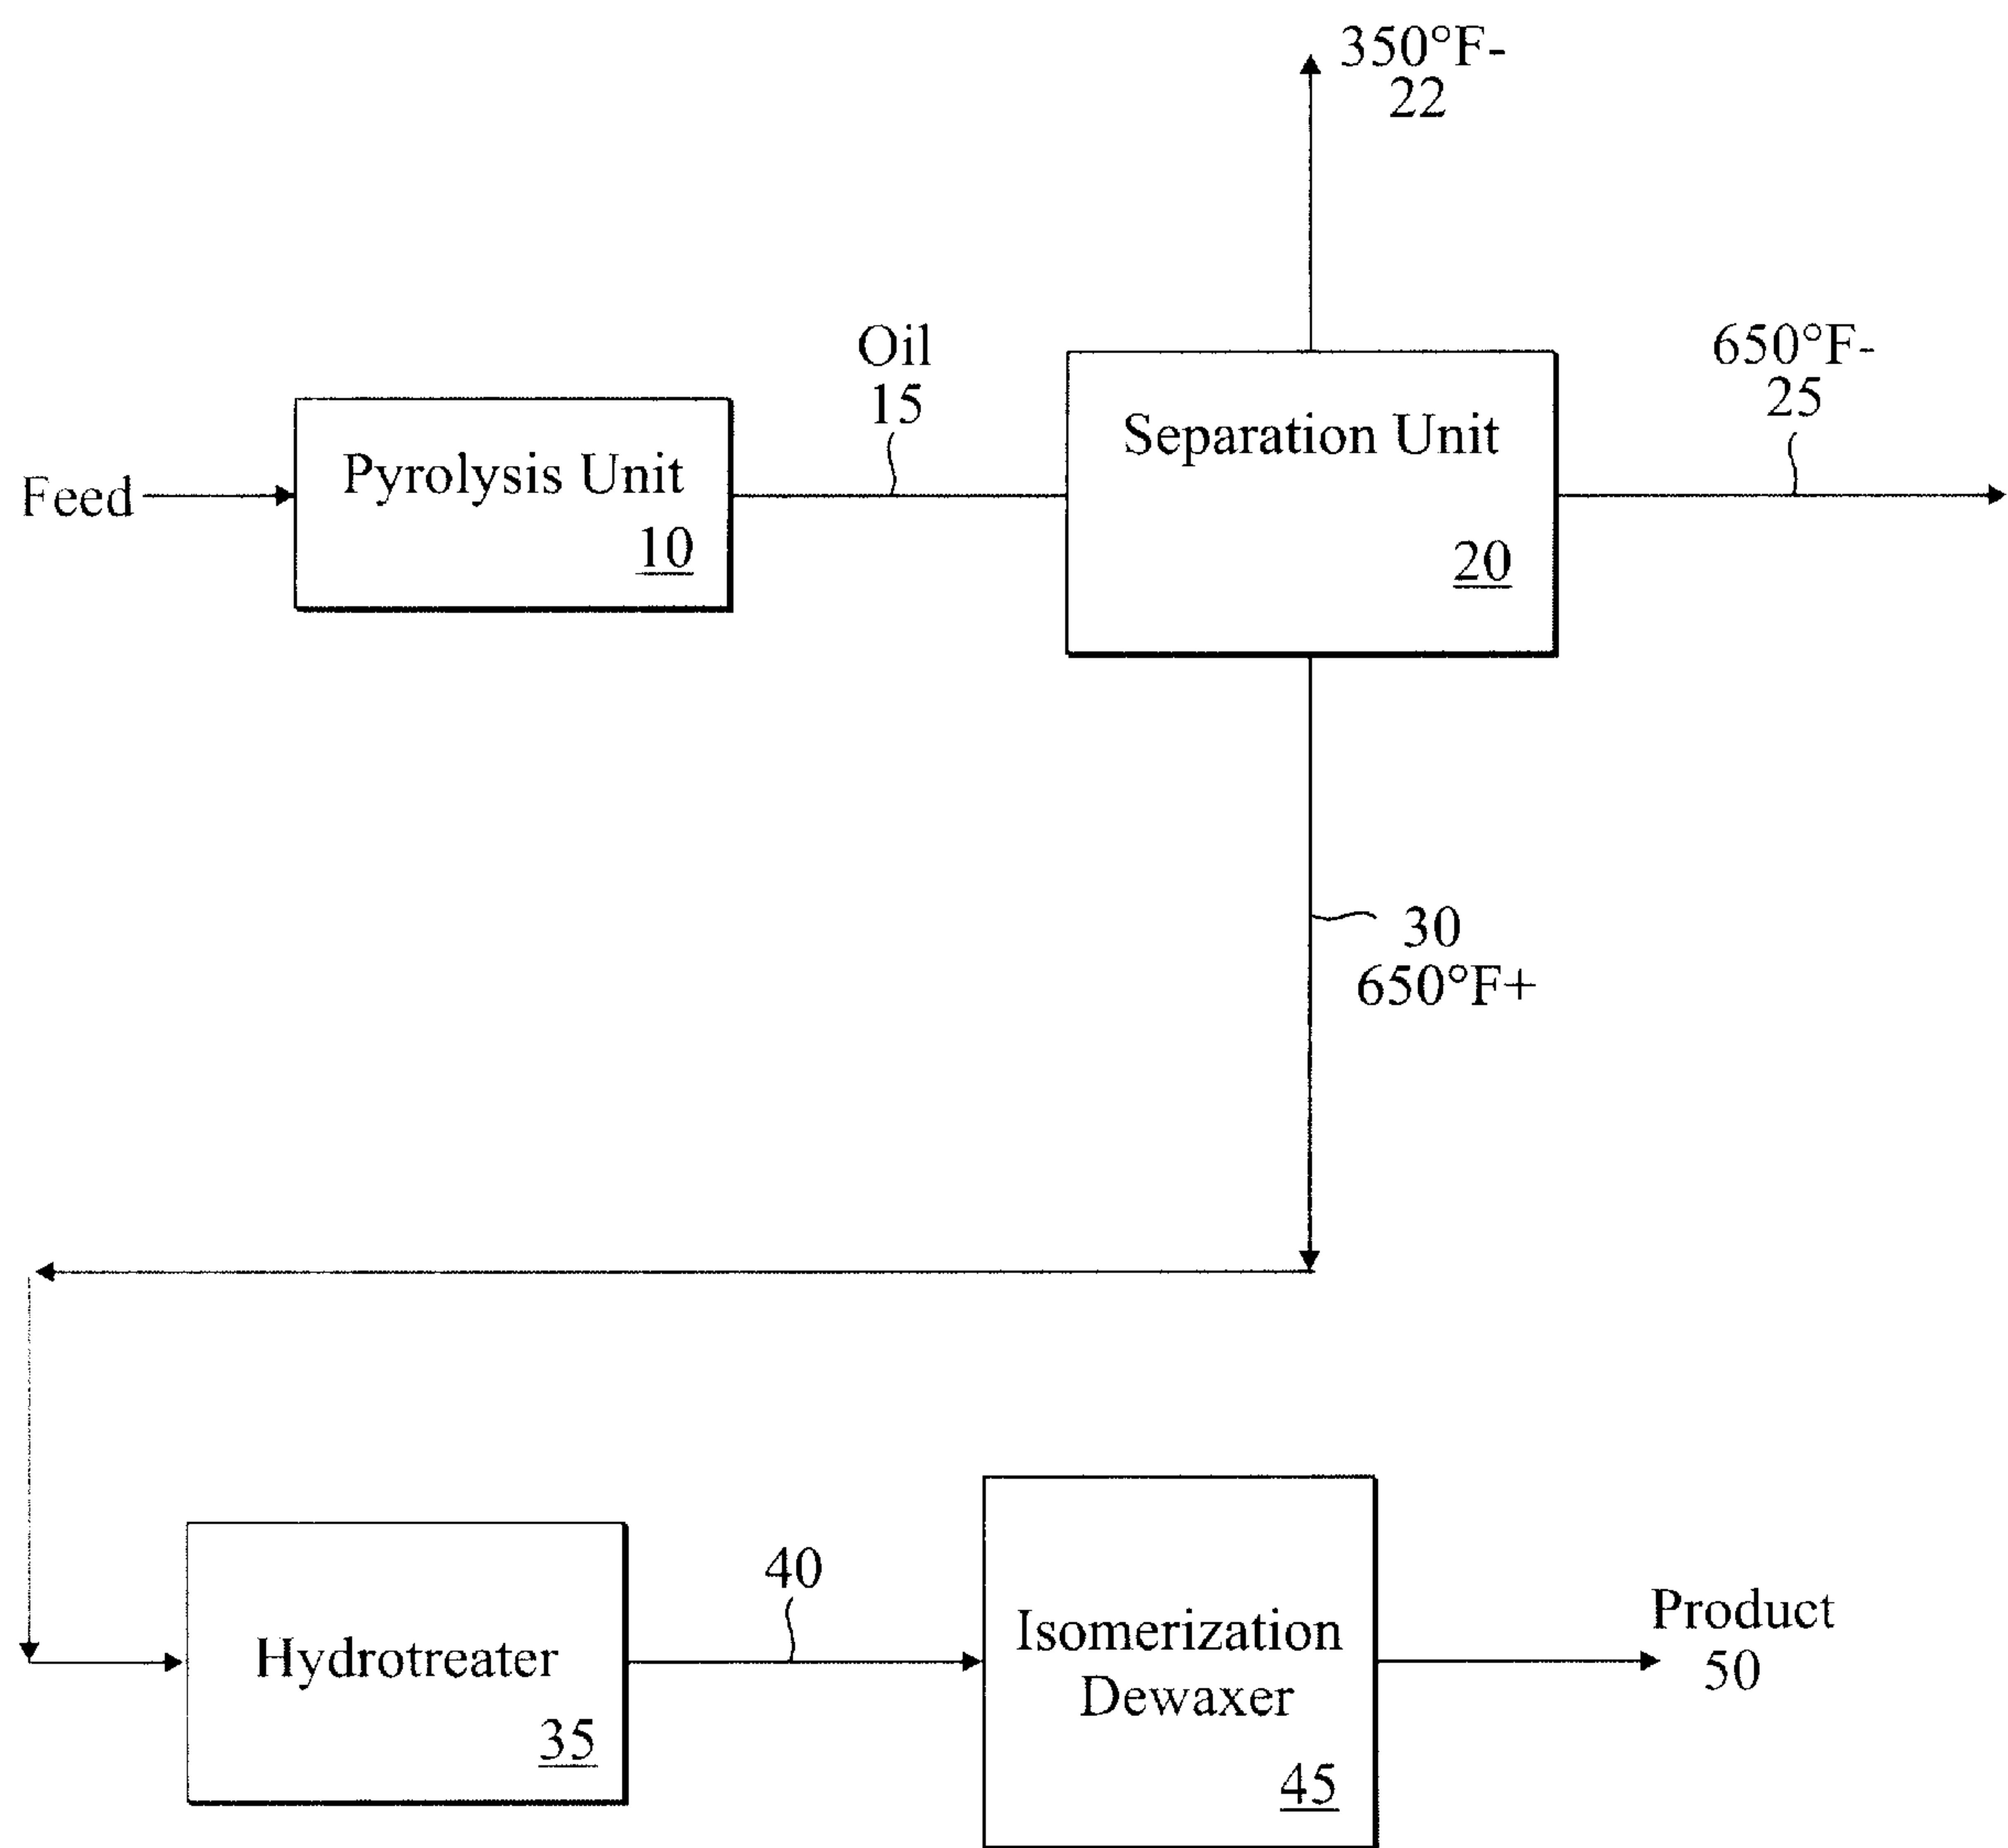 350°F-
22
Oil
15
650°F-
25
Separation Unit
20
Feed
Pyrolysis Unit
10
30
650°F+
40
Hydrotreater
35
Isomerization
Dewaxer
45
Product
50